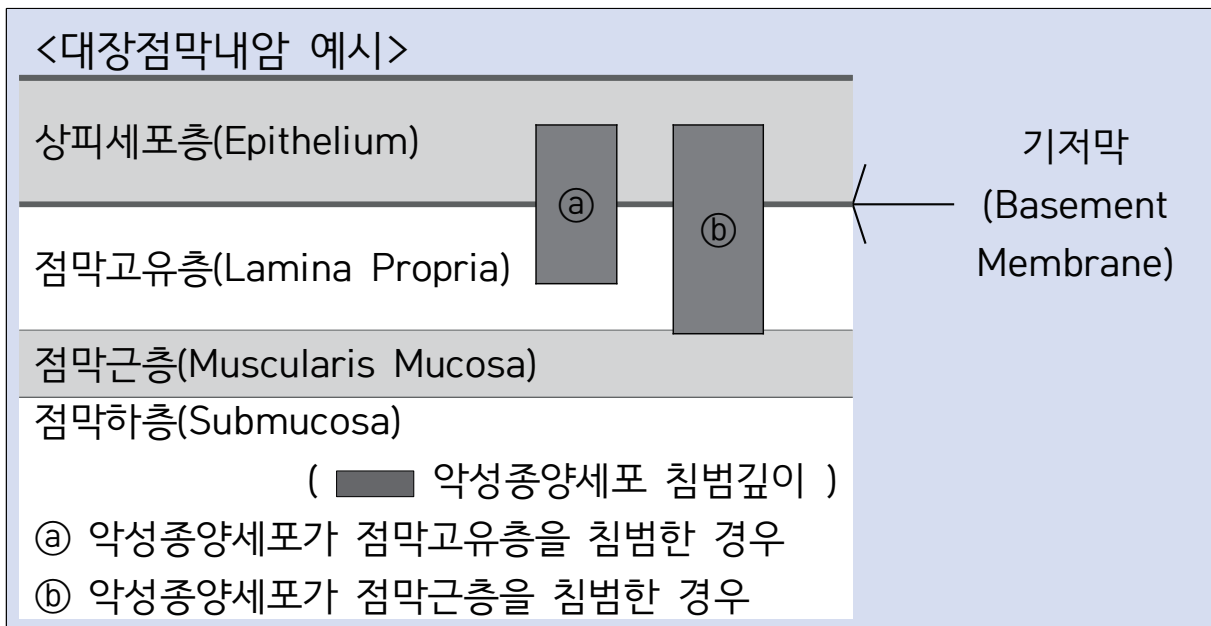 <대장점막내암 예시>
상피세포층(Epithelium)
기저막
(Basement
Membrane)
ⓐ
ⓑ
점막고유층(Lamina Propria)
점막근층(Muscularis Mucosa)
점막하층(Submucosa)
( 악성종양세포 침범깊이 )
ⓐ 악성종양세포가 점막고유층을 침범한 경우
ⓑ 악성종양세포가 점막근층을 침범한 경우